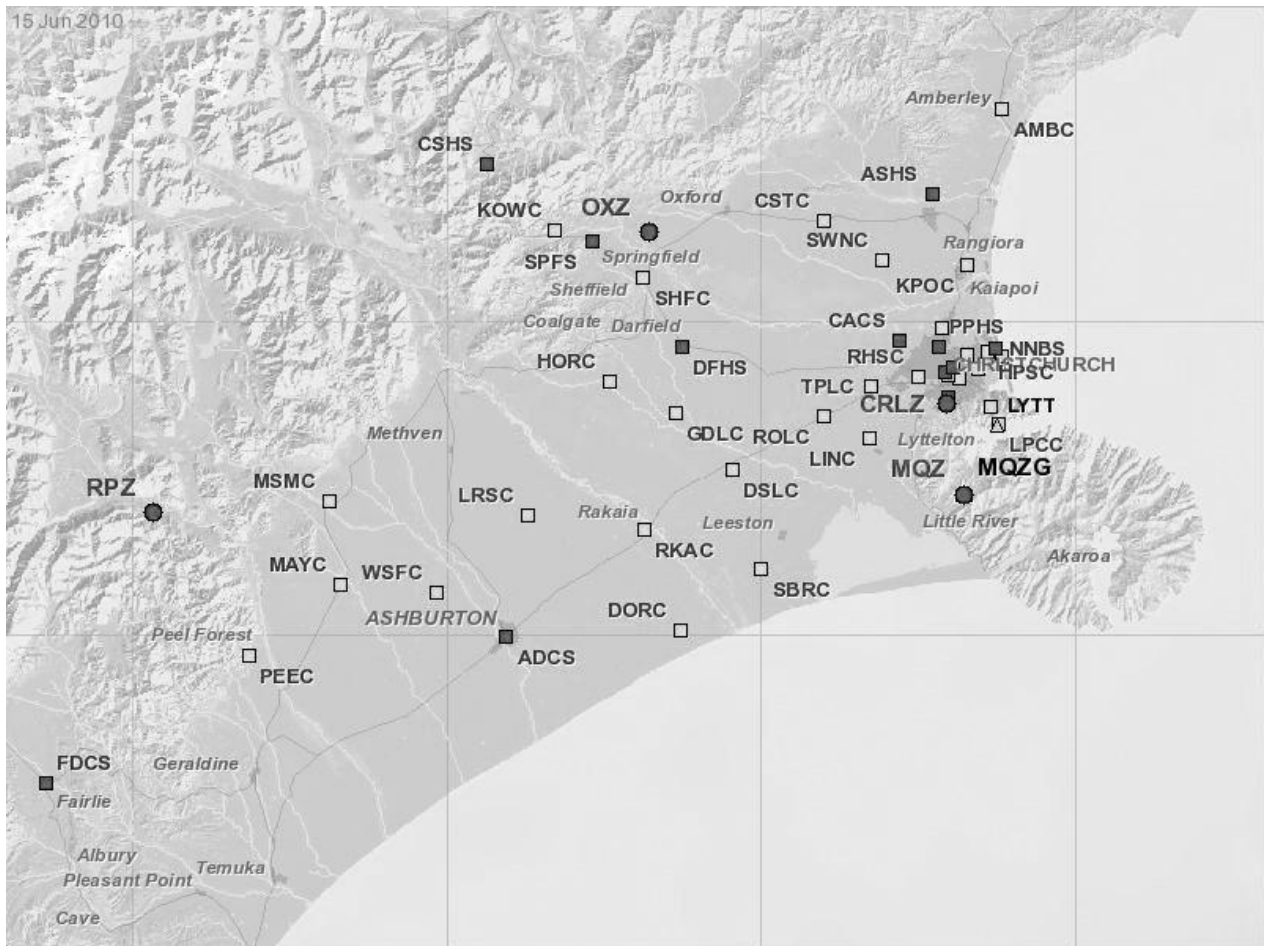 15 Jun 2010
Amberley
AMBC
CSHS
ASHS
CSTC
Oxford
OXZ
KOWC
SWNC
Rangiora
SPFS
Springfield
Sheffield
SHFC
KPOC
Kaiapoi
Coalgate
Darfield
CACS
PPHS
NNBS
HORC
DFHS
RHSC
CHRISTCHURCH
HPSC
TPLC
CRLZ
LYTT
Methven
GDLC
ROLC
LINC
Lyttelton
LPCC
MQZ
MQZG
RPZ
MSMC
LRSC
DSLC
Rakaia
Leeston
Little River
RKAC
Akaroa
MAYC
WSFC
SBRC
DORC
ASHBURTON
Peel Forest
ADCS
PEEC
FDCS
Geraldine
Fairlie
Albury
Temuka
Pleasant Point
Cave